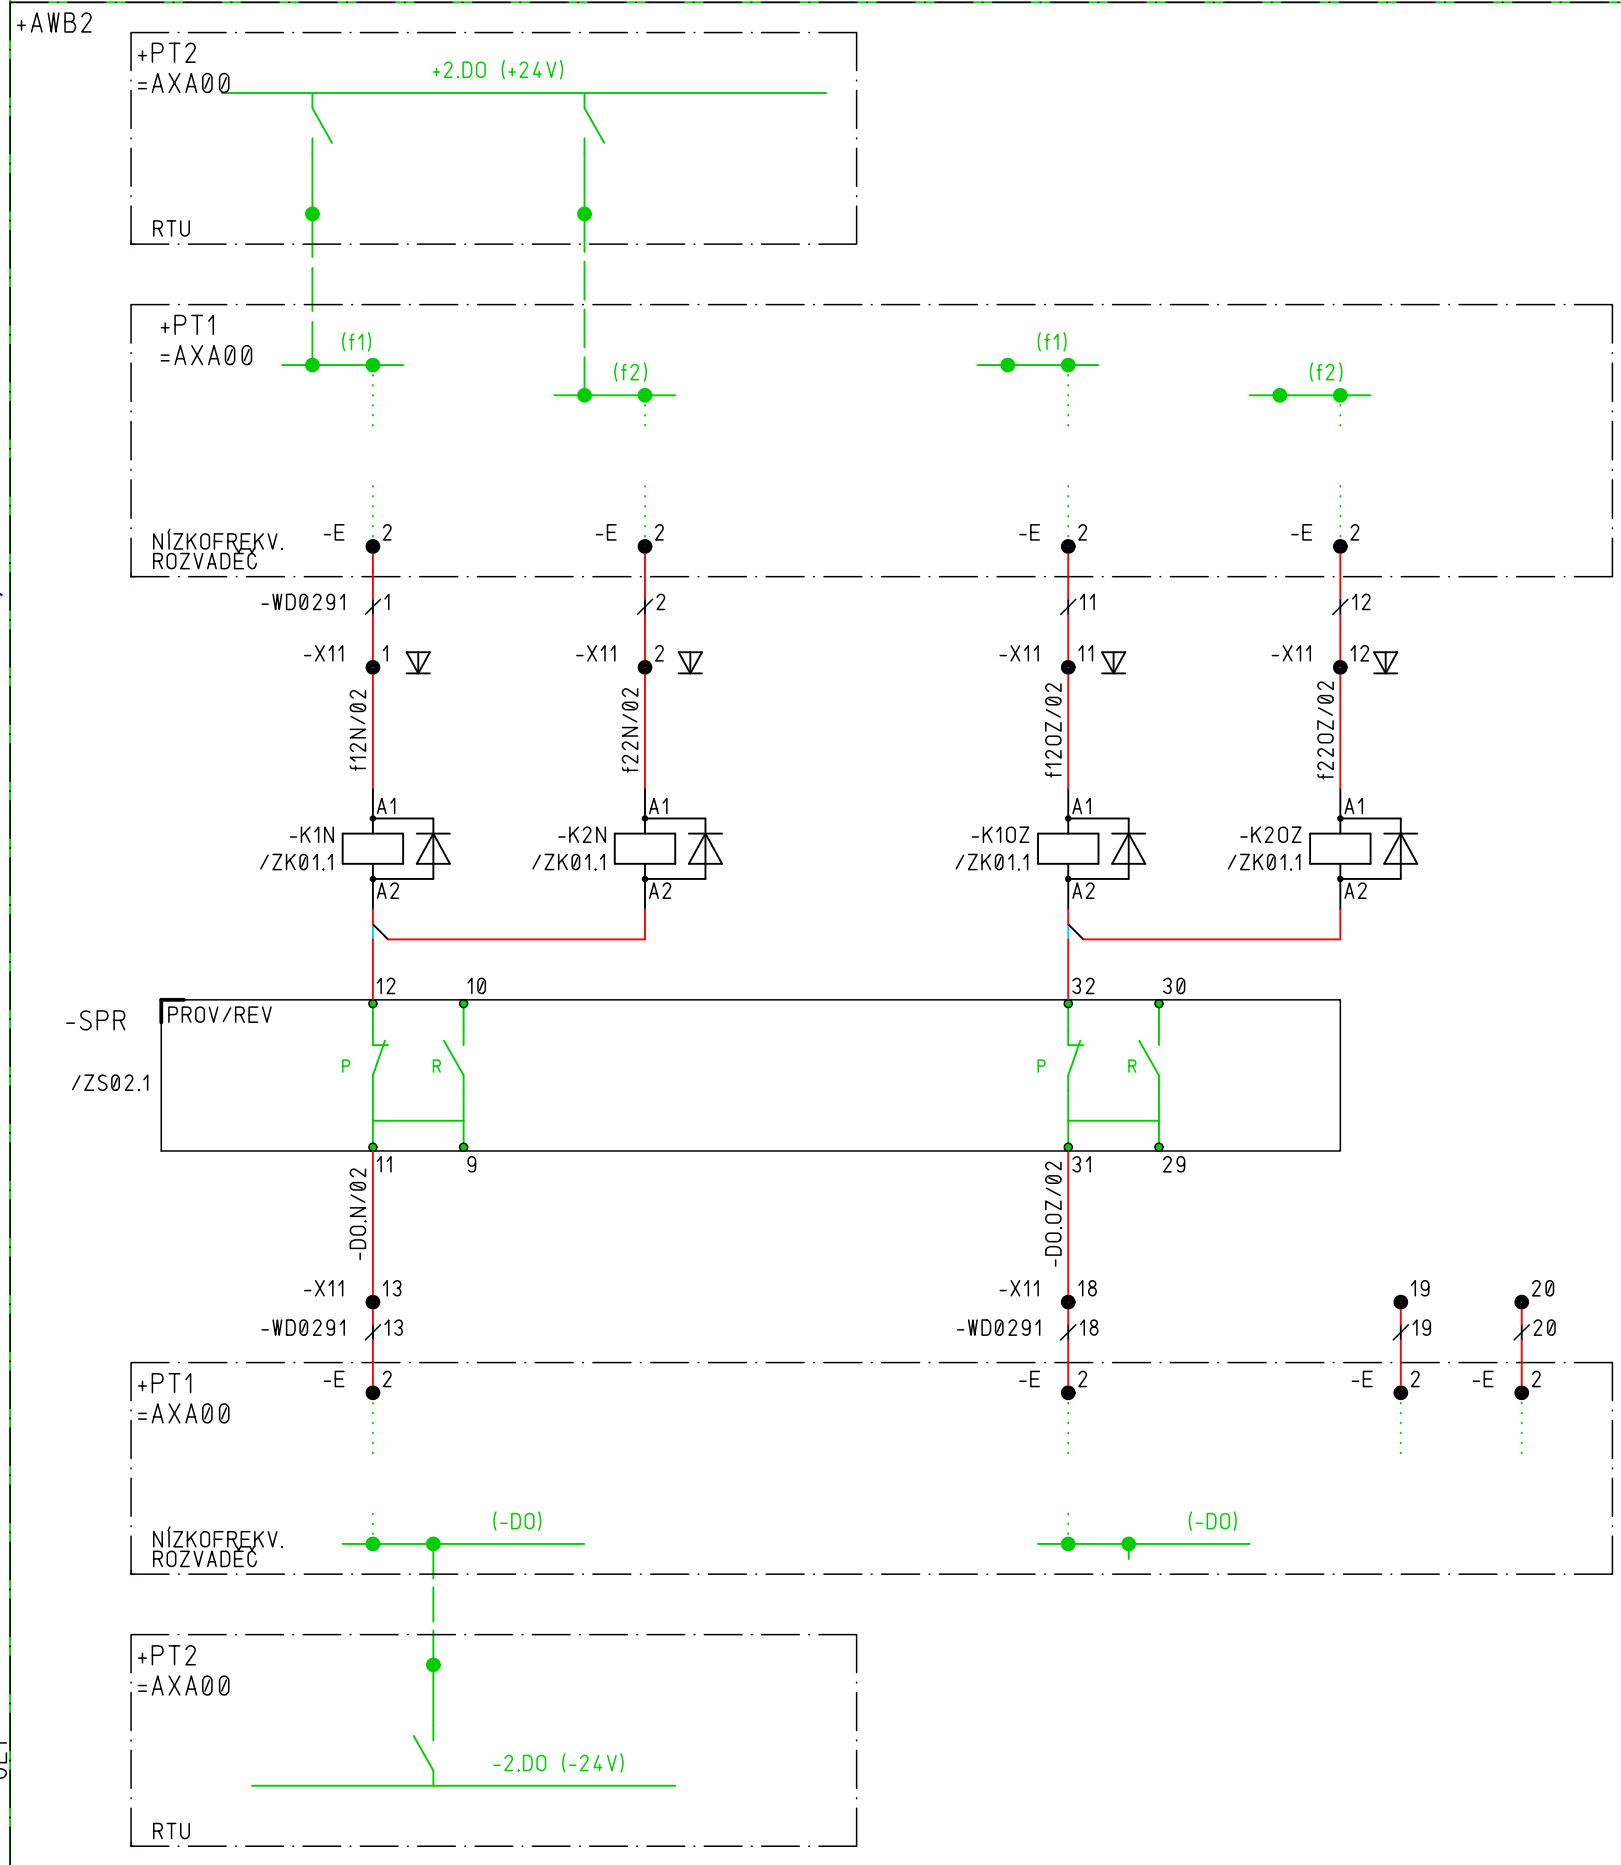 +AWB2
+PT2
=AXA00
+2.DO (+24V)
RTU
+PT1
=AXA00
(f1)
(f2)
(f1)
(f2)
NÍZKOFREKV.
ROZVADĚČ
-E 2
-E 2
-E 2
-E 2
-WD0291 1
2
11
12
-X11 1
-X11 2
-X11 11
-X11 12
f12N/02
f22N/02
f12OZ/02
f22OZ/02
A1
A1
A1
A1
-K1N
/ZK01.1
-K2N
/ZK01.1
-K1OZ
/ZK01.1
-K2OZ
/ZK01.1
A2
A2
A2
A2
12
10
32
30
-SPR
PROV/REV
/ZS02.1
P
R
P
R
11
9
31
29
-DO.N/02
-DO.OZ/02
-X11 13
-X11 18
19
20
-WD0291 13
-WD0291 18
19
20
+PT1
=AXA00
-E 2
-E 2
-E 2
-E 2
(-DO)
(-DO)
NÍZKOFREKV.
ROZVADĚČ
+PT2
=AXA00
-2.DO (-24V)
RTU